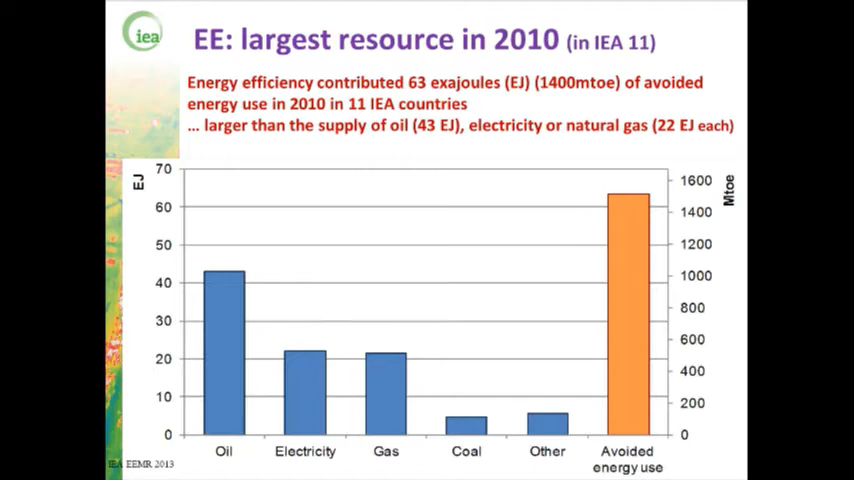 iea
EE: largest resource in 2010 (in IEA 11)
Energy efficiency contributed 63 exajoules (EJ) (1400mtoe) of avoided
energy use in 2010 in 11 IEA countries
… larger than the supply of oil (43 EJ), electricity or natural gas (22 EJ each)
EJ
70
60
50
40
30
20
10
0
Mtoe
1600
1400
1200
1000
800
600
400
200
0
Oil
Electricity
Gas
Coal
Other
Avoided
energy use
IEA EEMR 2013